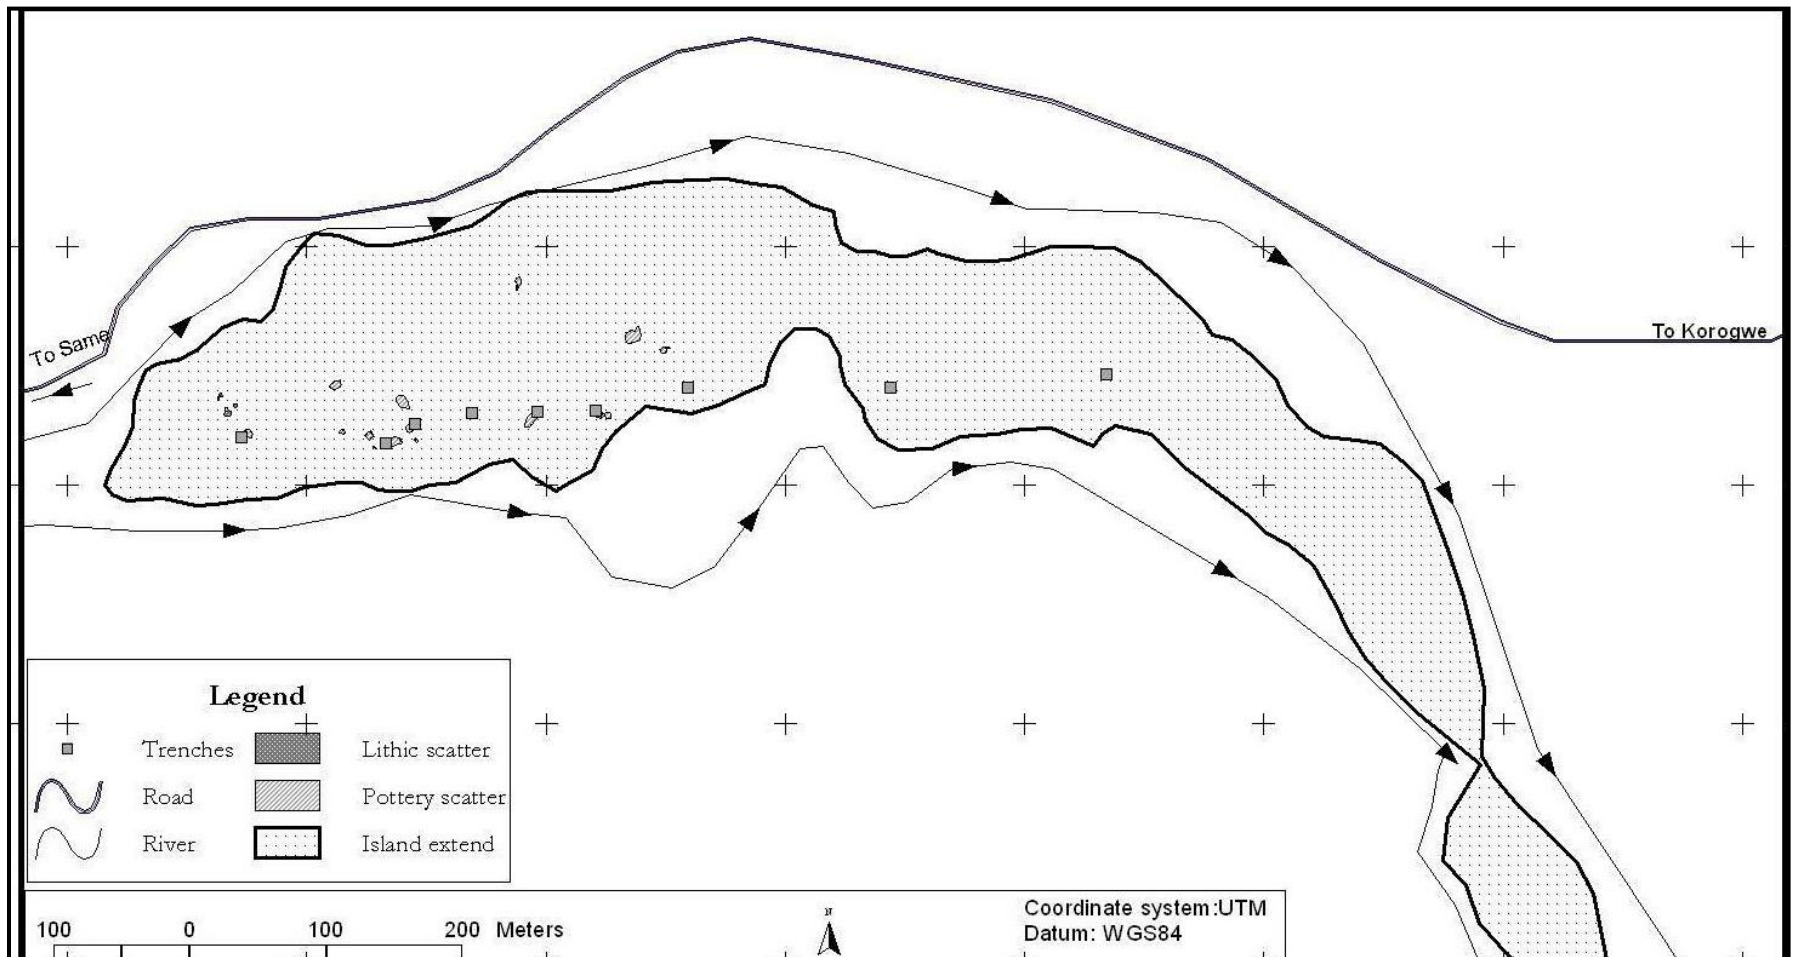 To Same
To Korogwe
Legend
Trenches
Lithic scatter
Road
Pottery scatter
River
Island extend
100 0 100 200 Meters
N
Coordinate system:UTM
Datum: WGS84